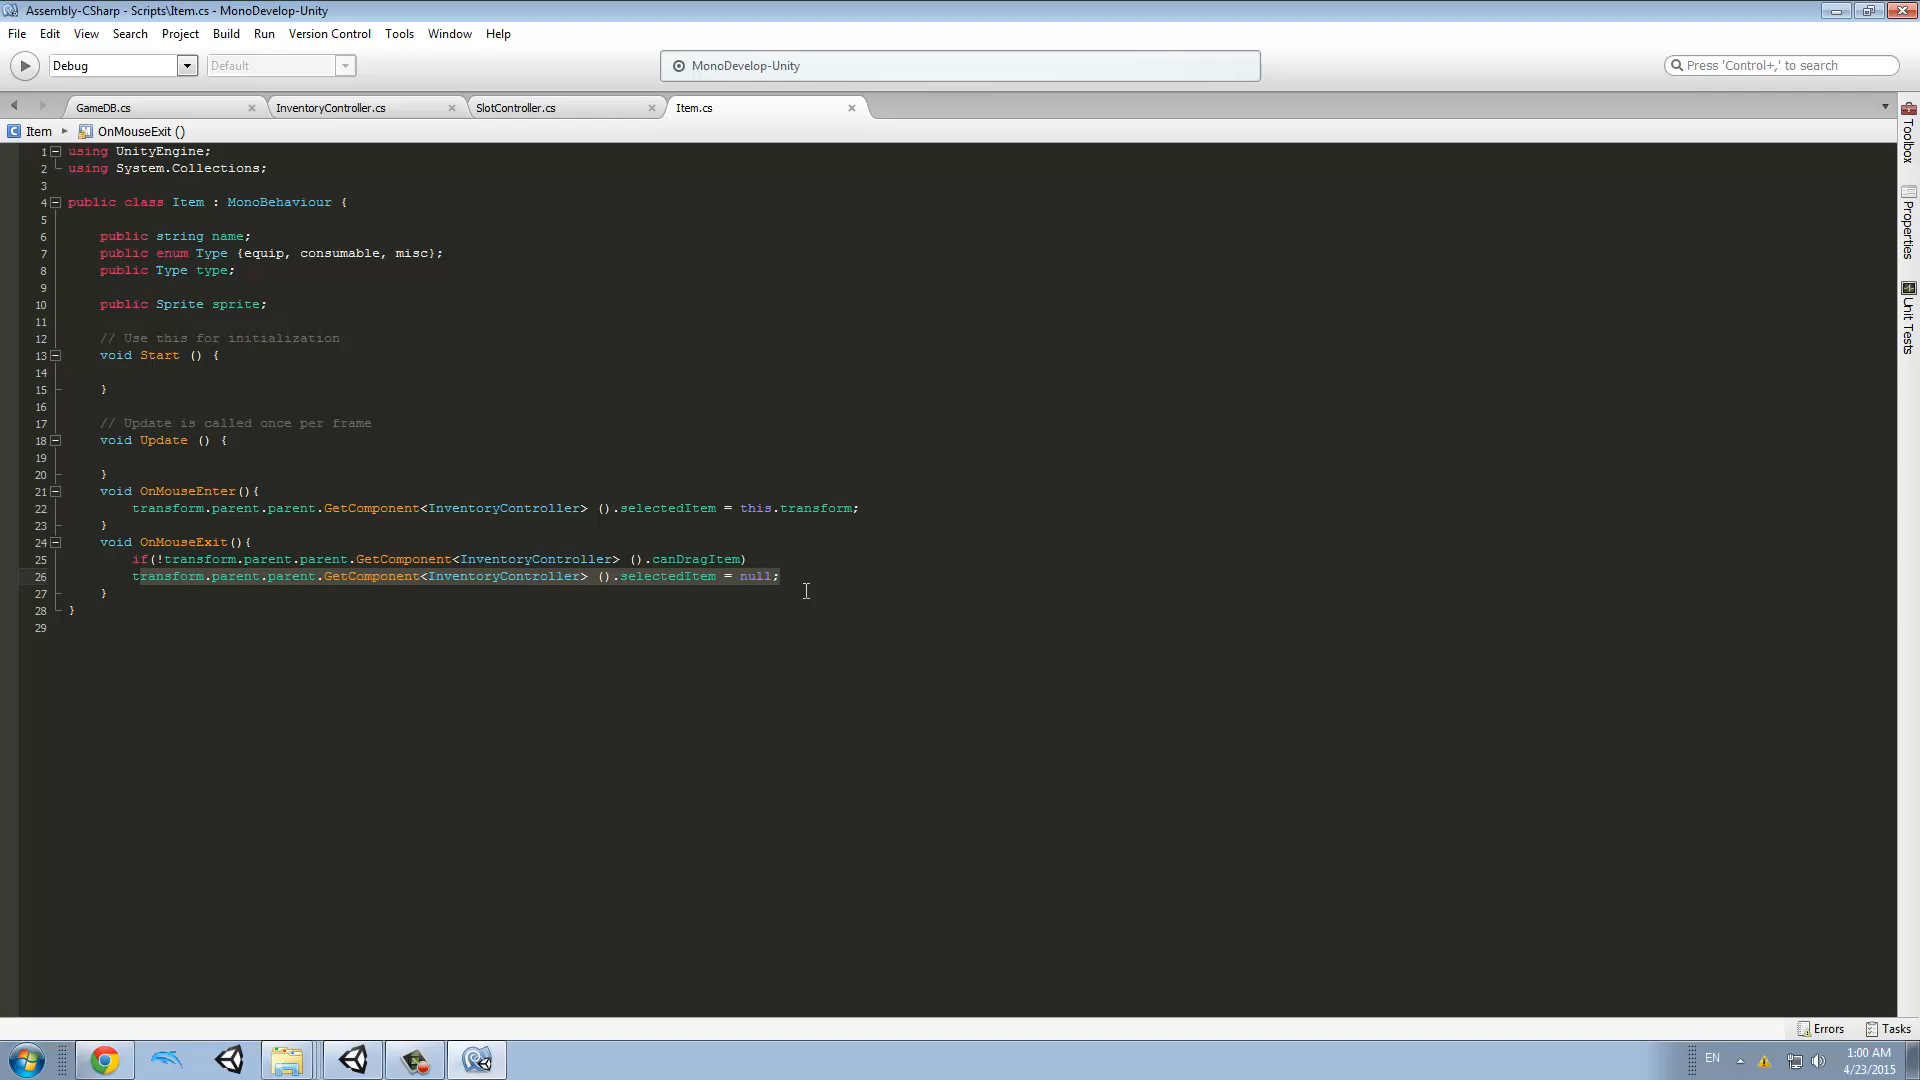 Assembly-CSharp - Scripts\Item.cs - MonoDevelop-Unity
File Edit View Search Project Build Run Version Control Tools Window Help
Debug Default MonoDevelop-Unity Press 'Control+,' to search
GameDB.cs InventoryController.cs SlotController.cs Item.cs
Item OnMouseExit ()
1 using UnityEngine;
2 using System.Collections;
3
4 public class Item : MonoBehaviour {
5
6 public string name;
7 public enum Type {equip, consumable, misc};
8 public Type type;
9
10 public Sprite sprite;
11
12 // Use this for initialization
13 void Start () {
14
15 }
16
17 // Update is called once per frame
18 void Update () {
19
20 }
21 void OnMouseEnter(){
22 transform.parent.parent.GetComponent<InventoryController> ().selectedItem = this.transform;
23 }
24 void OnMouseExit(){
25 if(!transform.parent.parent.GetComponent<InventoryController> ().canDragItem)
26 transform.parent.parent.GetComponent<InventoryController> ().selectedItem = null;
27 }
28 }
29
Toolbox
Properties
Unit Tests
Errors Tasks
EN 1:00 AM
4/23/2015